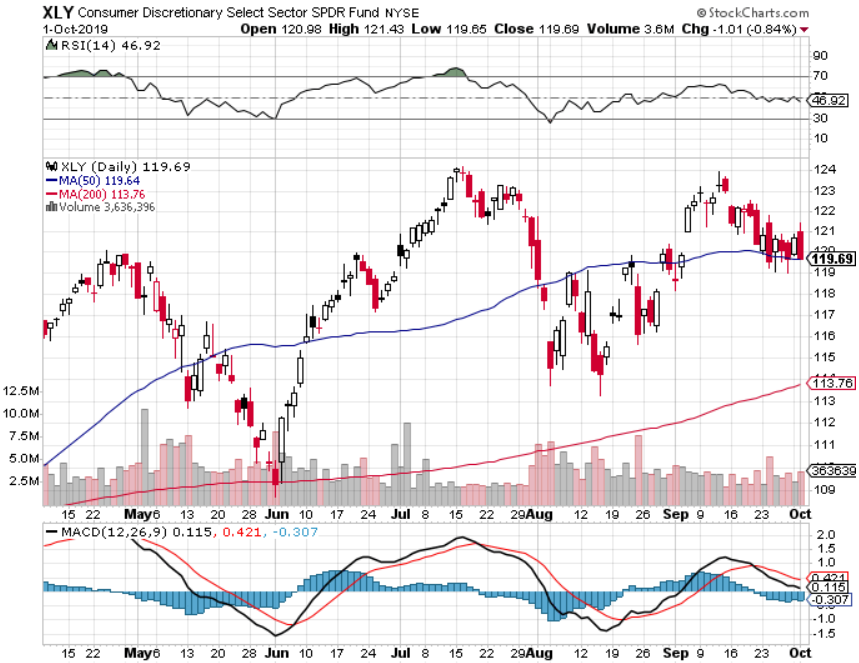 XLY Consumer Discretionary Select Sector SPDR Fund NYSE
© StockCharts.com
1-Oct-2019
Open 120.98 High 121.43 Low 119.65 Close 119.69 Volume 3.6M Chg -1.01 (-0.84%)
RSI(14) 46.92
90
70
46.92
30
10
XLY (Daily) 119.69
MA(50) 119.64
MA(200) 113.76
Volume 3,636,396
124
123
122
121
120
119.69
119
118
117
116
115
113.76
113
112
111
363639
109
12.5M
10.0M
7.5M
5.0M
2.5M
15 22 May 6 13 20 28 Jun 10 17 24 Jul 8 15 22 29 Aug 12 19 26 Sep 9 16 23 Oct
MACD(12,26,9) 0.115, 0.421, -0.307
2.0
1.5
1.0
0.421
0.115
-0.307
-1.0
-1.5
15 22 May 6 13 20 28 Jun 10 17 24 Jul 8 15 22 29 Aug 12 19 26 Sep 9 16 23 Oct